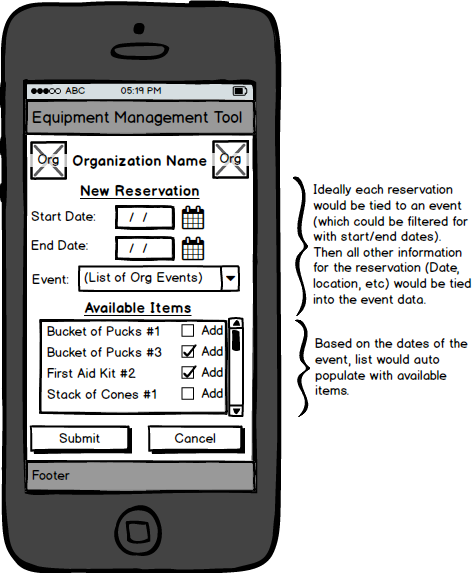 ABC 05:19 PM
Equipment Management Tool
Org Organization Name Org
New Reservation
Start Date: / /
End Date: / /
Event: (List of Org Events)
Available Items
Bucket of Pucks #1 Add
Bucket of Pucks #3 Add
First Aid Kit #2 Add
Stack of Cones #1 Add
Submit Cancel
Footer
Ideally each reservation
would be tied to an event
(which could be filtered for
with start/end dates).
Then all other information
for the reservation (Date,
location, etc) would be tied
into the event data.
Based on the dates of the
event, list would auto
populate with available
items.